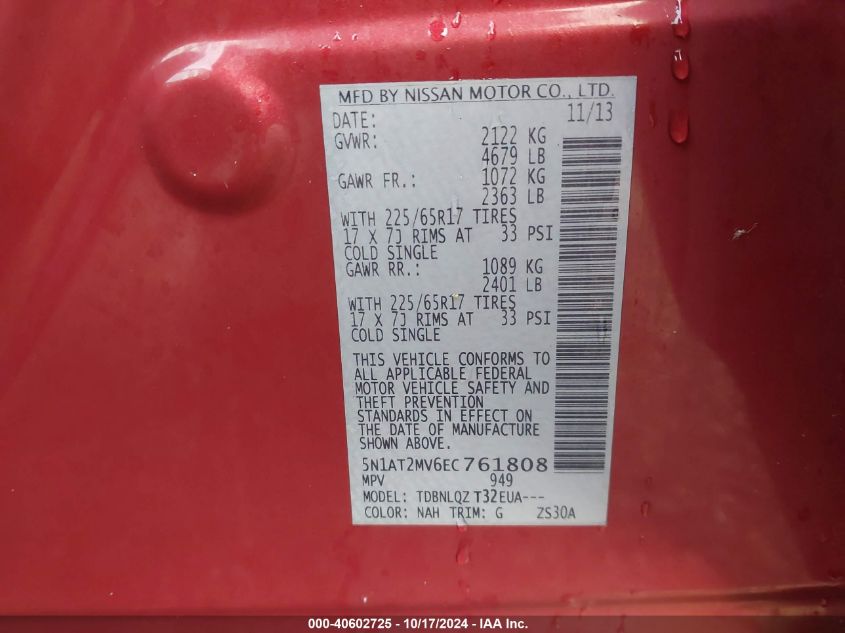 MFD BY NISSAN MOTOR CO., LTD.
DATE: 11/13
GVWR: 2122 KG
4679 LB
GAWR FR.: 1072 KG
2363 LB
WITH 225/65R17 TIRES
17 X 7J RIMS AT 33 PSI
COLD SINGLE
GAWR RR.: 1089 KG
2401 LB
WITH 225/65R17 TIRES
17 X 7J RIMS AT 33 PSI
COLD SINGLE
THIS VEHICLE CONFORMS TO
ALL APPLICABLE FEDERAL
MOTOR VEHICLE SAFETY AND
THEFT PREVENTION
STANDARDS IN EFFECT ON
THE DATE OF MANUFACTURE
SHOWN ABOVE.
5N1AT2MV6EC761808
MPV 949
MODEL: TDBNLQZ T32EUA---
COLOR: NAH TRIM: G ZS30A
000-40602725 - 10/17/2024 - IAA Inc.